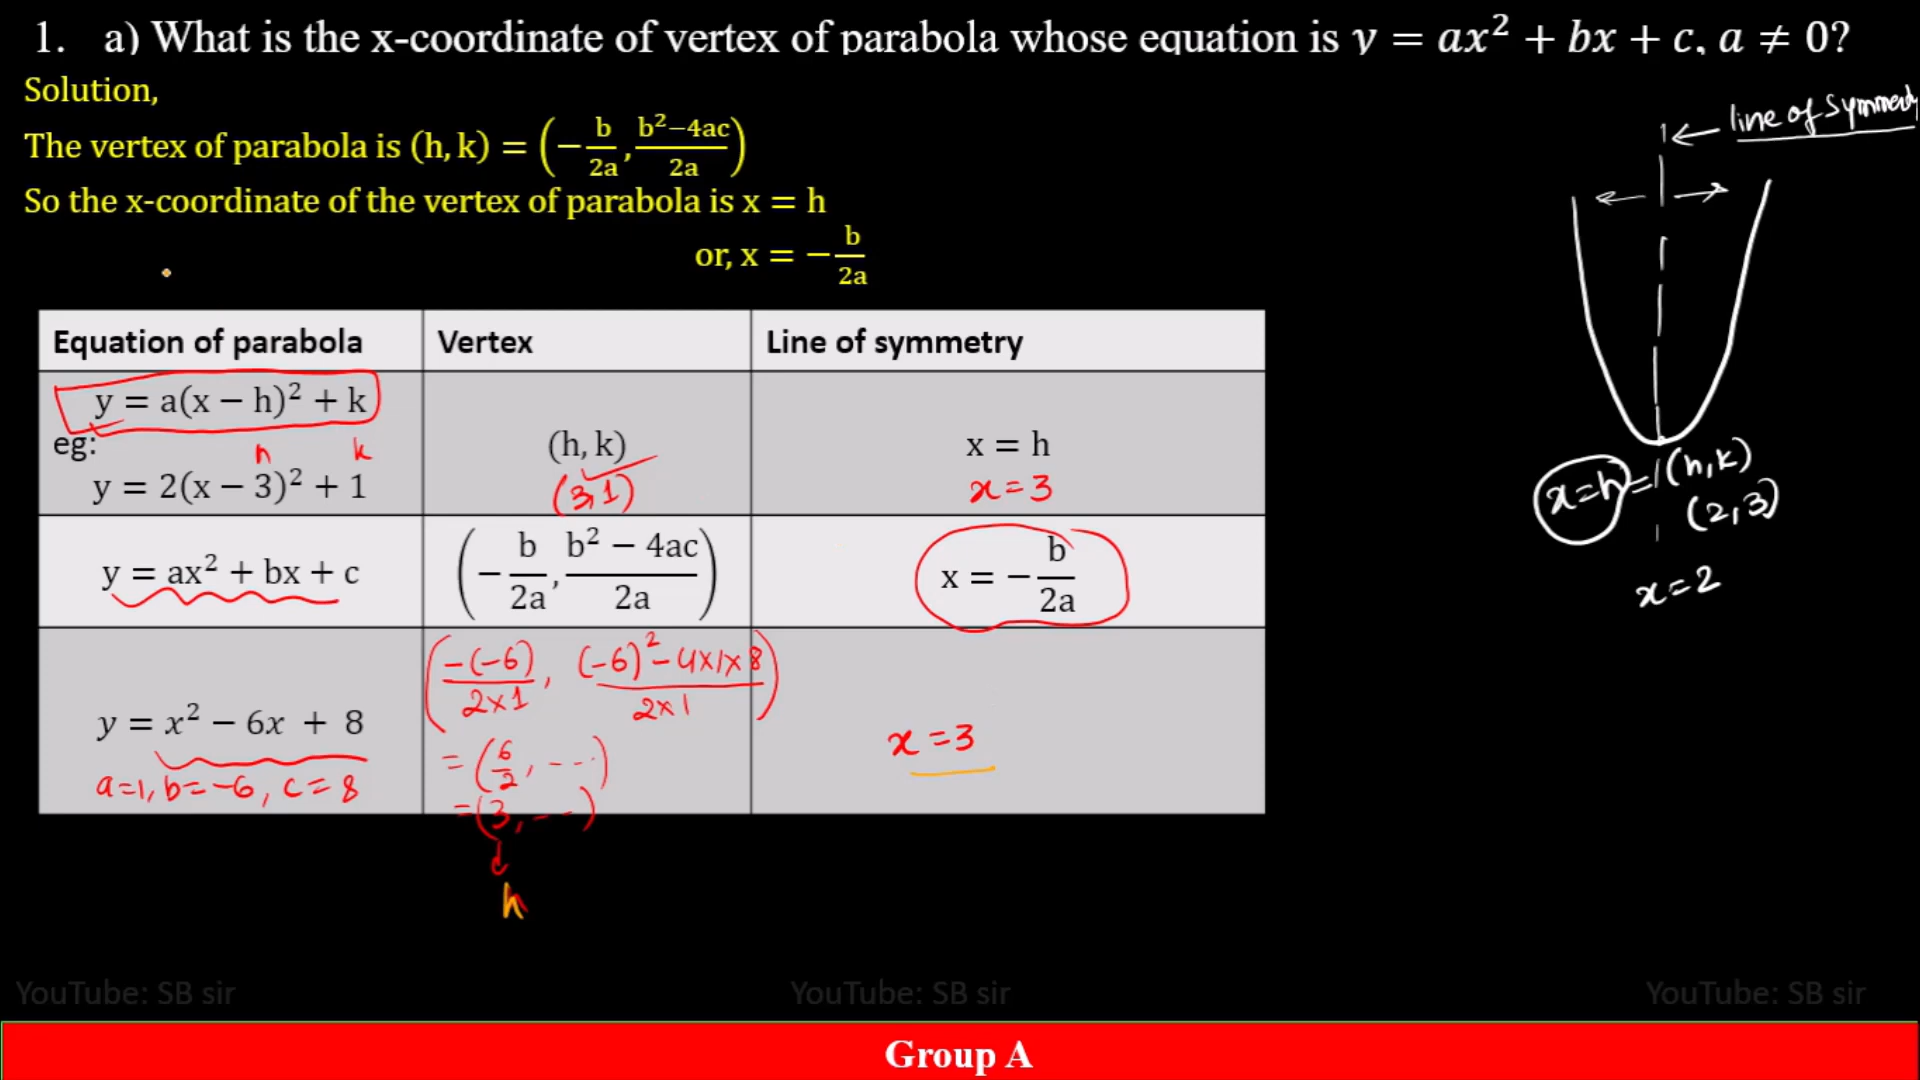 1. a) What is the x-coordinate of vertex of parabola whose equation is y = ax² + bx + c, a ≠ 0?
Solution,
The vertex of parabola is (h, k) = (−b/2a, b²−4ac/2a)
So the x-coordinate of the vertex of parabola is x = h
or, x = −b/2a
line of Symmet
Equation of parabola Vertex Line of symmetry
y = a(x − h)² + k
eg:
h k
y = 2(x − 3)² + 1
(h, k)
(3,1)
x = h
x = 3
y = ax² + bx + c
(−b/2a, b² − 4ac/2a)
x = −b/2a
y = x² − 6x + 8
a=1, b=-6, c=8
(-(-6)/2×1, (-6)²-4×1×8/2×1)
= (6/2, ---)
= (3, ---)
h
x = 3
x=h = (h,k)
(2,3)
x=2
YouTube: SB sir YouTube: SB sir YouTube: SB sir
Group A